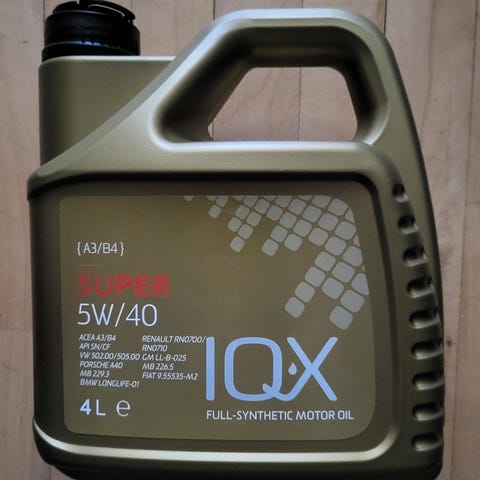 {A3/B4}
SUPER
5W/40
ACEA A3/B4
API SN/CF
VW 502.00/505.00
PORSCHE A40
MB 229.3
BMW LONGLIFE-01
RENAULT RN0700/
RN0710
GM LL-B-025
MB 226.5
FIAT 9.55535-M2
IQX
FULL-SYNTHETIC MOTOR OIL
4L e